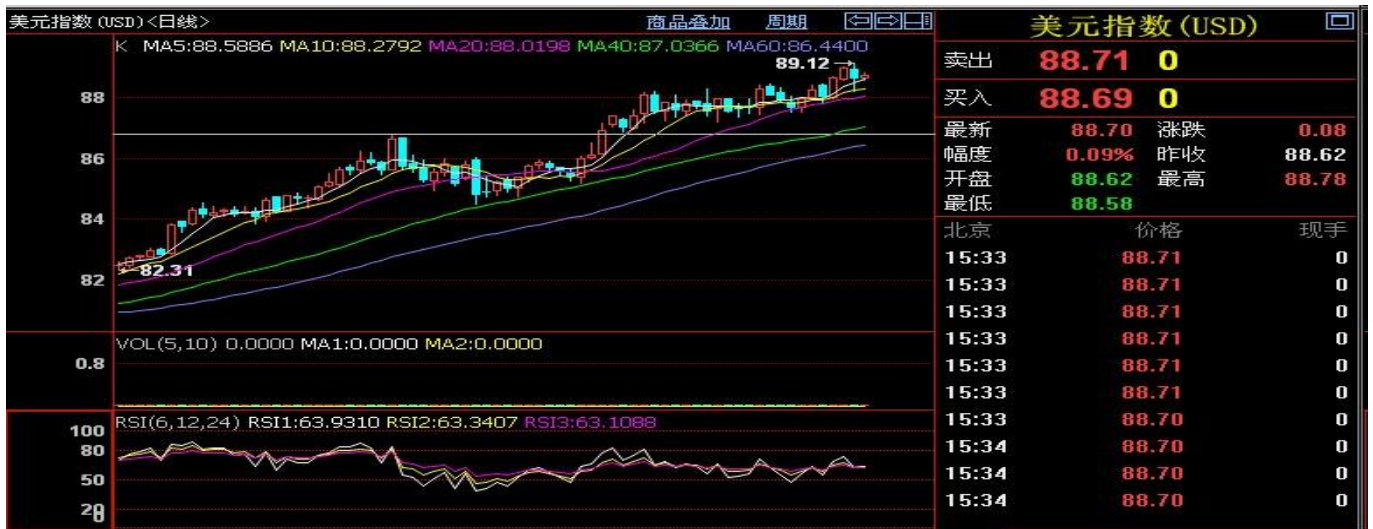 美元指数 (USD)<日线> 商品叠加 周期
K MA5:88.5886 MA10:88.2792 MA20:88.0198 MA40:87.0366 MA60:86.4400
89.12
88
86
84
82.31
82
VOL(5,10) 0.0000 MA1:0.0000 MA2:0.0000
0.8
RSI(6,12,24) RSI1:63.9310 RSI2:63.3407 RSI3:63.1088
100
80
50
20
0
美元指数(USD)
卖出 88.71 0
买入 88.69 0
最新 88.70 涨跌 0.08
幅度 0.09% 昨收 88.62
开盘 88.62 最高 88.78
最低 88.58
北京 价格 现手
15:33 88.71 0
15:33 88.71 0
15:33 88.71 0
15:33 88.71 0
15:33 88.71 0
15:33 88.71 0
15:33 88.70 0
15:34 88.70 0
15:34 88.70 0
15:34 88.70 0